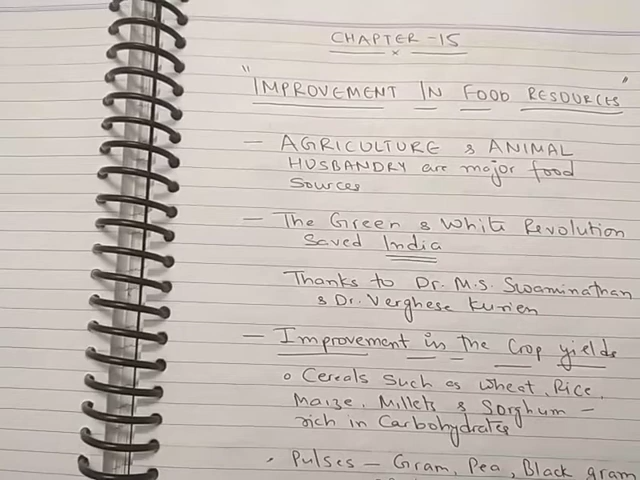 CHAPTER - 15
x
"IMPROVEMENT IN FOOD RESOURCES"
- AGRICULTURE & ANIMAL
HUSBANDRY are major food
Sources
- The Green & White Revolution
Saved India
Thanks to Dr. M.S. Swaminathan
& Dr. Verghese Kurien
- Improvement in the Crop yields
o Cereals Such as Wheat, Rice,
Maize, Millets & Sorghum -
rich in Carbohydrates
• Pulses - Gram, Pea, Black gram